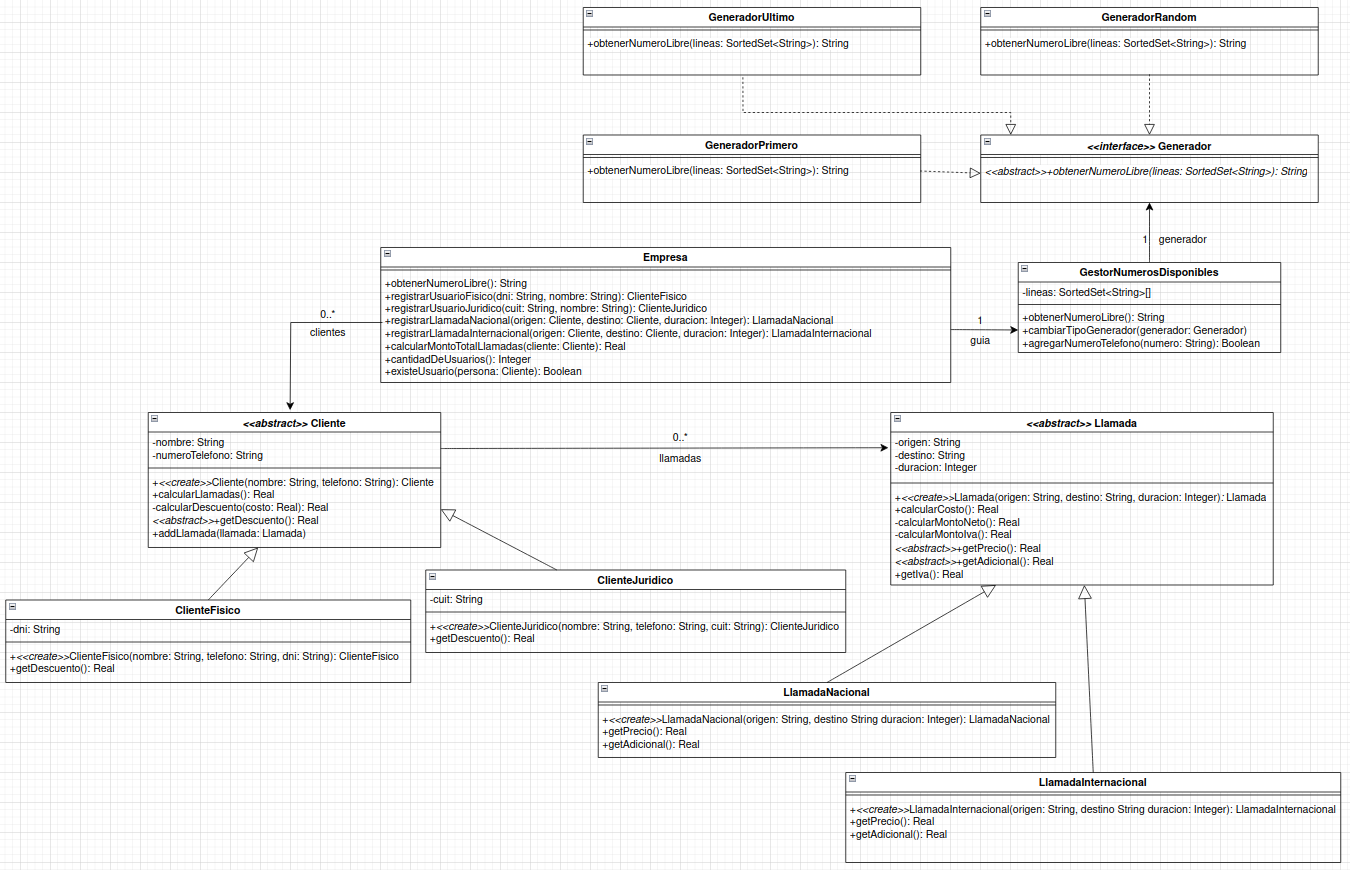 GeneradorUltimo
+obtenerNumeroLibre(lineas: SortedSet<String>): String
GeneradorRandom
+obtenerNumeroLibre(lineas: SortedSet<String>): String
GeneradorPrimero
+obtenerNumeroLibre(lineas: SortedSet<String>): String
<<interface>> Generador
<<abstract>>+obtenerNumeroLibre(lineas: SortedSet<String>): String
1 generador
Empresa
+obtenerNumeroLibre(): String
+registrarUsuarioFisico(dni: String, nombre: String): ClienteFisico
+registrarUsuarioJuridico(cuit: String, nombre: String): ClienteJuridico
+registrarLlamadaNacional(origen: Cliente, destino: Cliente, duracion: Integer): LlamadaNacional
+registrarLlamadaInternacional(origen: Cliente, destino: Cliente, duracion: Integer): LlamadaInternacional
+calcularMontoTotalLlamadas(cliente: Cliente): Real
+cantidadDeUsuarios(): Integer
+existeUsuario(persona: Cliente): Boolean
1
guia
GestorNumerosDisponibles
-lineas: SortedSet<String>[]
+obtenerNumeroLibre(): String
+cambiarTipoGenerador(generador: Generador)
+agregarNumeroTelefono(numero: String): Boolean
0..*
clientes
<<abstract>> Cliente
-nombre: String
-numeroTelefono: String
+<<create>>Cliente(nombre: String, telefono: String): Cliente
+calcularLlamadas(): Real
-calcularDescuento(costo: Real): Real
<<abstract>>+getDescuento(): Real
+addLlamada(llamada: Llamada)
0..*
llamadas
<<abstract>> Llamada
-origen: String
-destino: String
-duracion: Integer
+<<create>>Llamada(origen: String, destino: String, duracion: Integer): Llamada
+calcularCosto(): Real
-calcularMontoNeto(): Real
-calcularMontoIva(): Real
<<abstract>>+getPrecio(): Real
<<abstract>>+getAdicional(): Real
+getIva(): Real
ClienteFisico
-dni: String
+<<create>>ClienteFisico(nombre: String, telefono: String, dni: String): ClienteFisico
+getDescuento(): Real
ClienteJuridico
-cuit: String
+<<create>>ClienteJuridico(nombre: String, telefono: String, cuit: String): ClienteJuridico
+getDescuento(): Real
LlamadaNacional
+<<create>>LlamadaNacional(origen: String, destino String duracion: Integer): LlamadaNacional
+getPrecio(): Real
+getAdicional(): Real
LlamadaInternacional
+<<create>>LlamadaInternacional(origen: String, destino String duracion: Integer): LlamadaInternacional
+getPrecio(): Real
+getAdicional(): Real